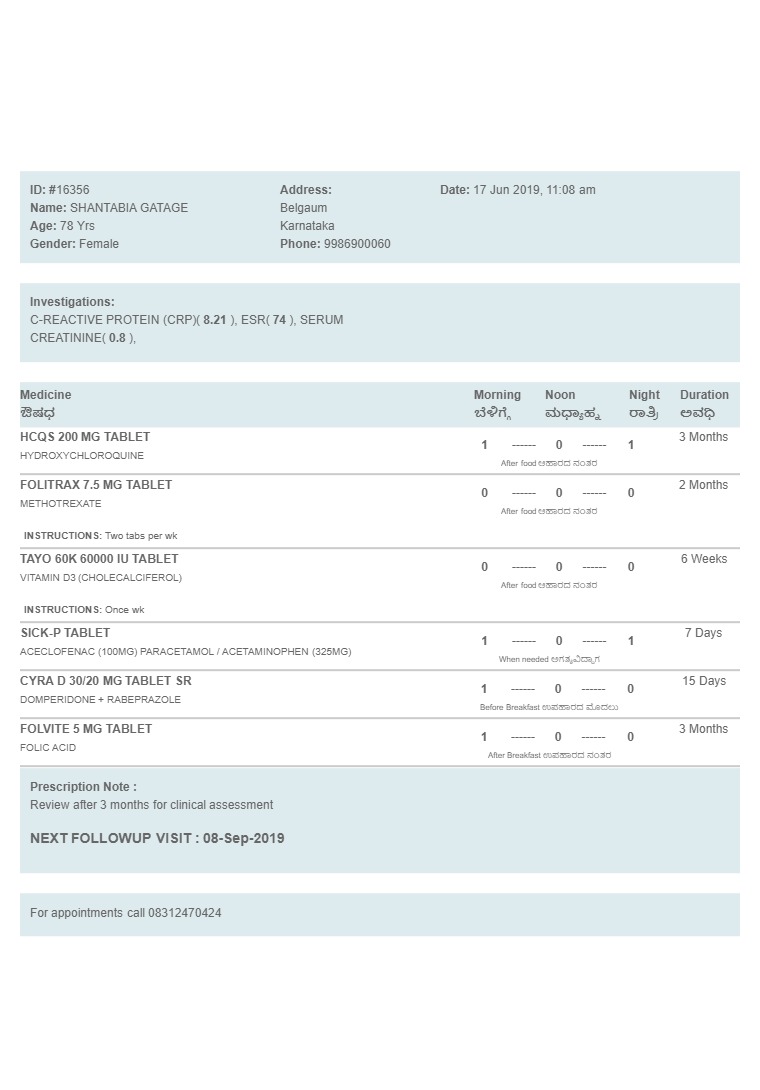 ID: #16356
Name: SHANTABIA GATAGE
Age: 78 Yrs
Gender: Female
Address:
Belgaum
Karnataka
Phone: 9986900060
Date: 17 Jun 2019, 11:08 am
Investigations:
C-REACTIVE PROTEIN (CRP)( 8.21 ), ESR( 74 ), SERUM
CREATININE( 0.8 ),
Medicine Morning Noon Night Duration
ಔಷಧ ಬೆಳಿಗ್ಗೆ ಮಧ್ಯಾಹ್ನ ರಾತ್ರಿ ಅವಧಿ
HCQS 200 MG TABLET 1 ------ 0 ------ 1 3 Months
HYDROXYCHLOROQUINE After food ಆಹಾರದ ನಂತರ
FOLITRAX 7.5 MG TABLET 0 ------ 0 ------ 0 2 Months
METHOTREXATE After food ಆಹಾರದ ನಂತರ
INSTRUCTIONS: Two tabs per wk
TAYO 60K 60000 IU TABLET 0 ------ 0 ------ 0 6 Weeks
VITAMIN D3 (CHOLECALCIFEROL) After food ಆಹಾರದ ನಂತರ
INSTRUCTIONS: Once wk
SICK-P TABLET 1 ------ 0 ------ 1 7 Days
ACECLOFENAC (100MG) PARACETAMOL / ACETAMINOPHEN (325MG) When needed ಅಗತ್ಯವಿದ್ದಾಗ
CYRA D 30/20 MG TABLET SR 1 ------ 0 ------ 0 15 Days
DOMPERIDONE + RABEPRAZOLE Before Breakfast ಉಪಹಾರದ ಮೊದಲು
FOLVITE 5 MG TABLET 1 ------ 0 ------ 0 3 Months
FOLIC ACID After Breakfast ಉಪಹಾರದ ನಂತರ
Prescription Note :
Review after 3 months for clinical assessment
NEXT FOLLOWUP VISIT : 08-Sep-2019
For appointments call 08312470424